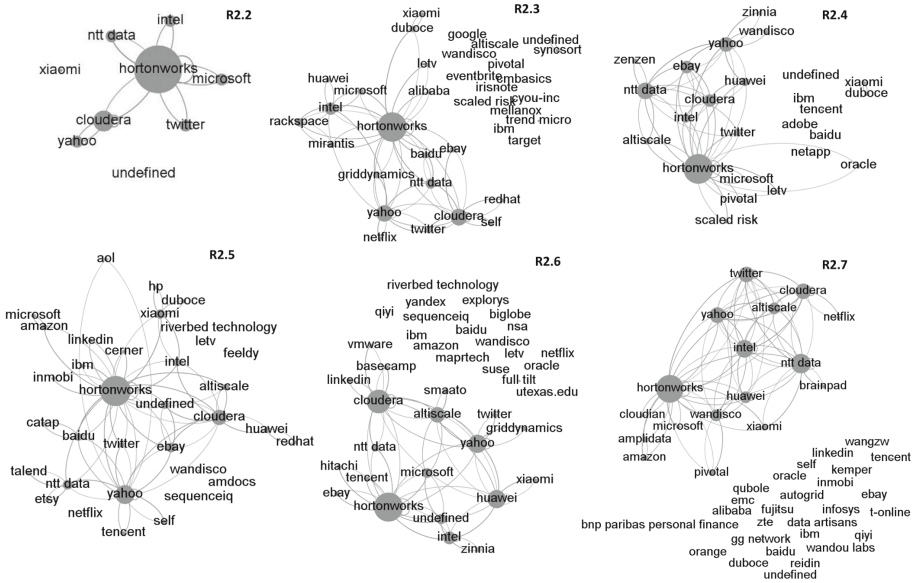 R2.2
intel
ntt data
hortonworks
xiaomi
microsoft
cloudera
twitter
yahoo
undefined
R2.3
xiaomi
duboce
google
undefined
altiscale
syncsort
wandisco
letv
pivotal
eventbrite
embasics
huawei
microsoft
alibaba
irisnote
intel
scaled risk
cyou-inc
mellanox
rackspace
hortonworks
trend micro
ibm
mirantis
target
baidu
ebay
griddynamics
ntt data
redhat
yahoo
cloudera
self
twitter
netflix
R2.4
zinnia
wandisco
yahoo
zenzen
ebay
huawei
undefined
xiaomi
ntt data
duboce
cloudera
ibm
tencent
intel
adobe
altiscale
twitter
baidu
netapp
hortonworks
oracle
microsoft
letv
pivotal
scaled risk
R2.5
aol
hp
duboce
microsoft
xiaomi
amazon
riverbed technology
linkedin
letv
cerner
feeldy
ibm
intel
inmobi
hortonworks
altiscale
undefined
cloudera
catap
huawei
baidu
twitter
ebay
redhat
talend
wandisco
ntt data
amdocs
etsy
yahoo
sequenceiq
netflix
self
tencent
R2.6
riverbed technology
yandex
explorys
qiyi
sequenceiq
biglobe
baidu
nsa
ibm
vmware
amazon
wandisco
maprtech
letv
netflix
basecamp
suse
oracle
linkedin
full tilt
smaato
utexas.edu
cloudera
altiscale
twitter
griddynamics
ntt data
yahoo
hitachi
microsoft
tencent
xiaomi
ebay
huawei
hortonworks
undefined
intel
zinnia
R2.7
twitter
cloudera
yahoo
altiscale
netflix
intel
ntt data
hortonworks
brainpad
huawei
cloudian
wandisco
microsoft
xiaomi
amplidata
amazon
wangzw
linkedin
tencent
pivotal
self
kemper
oracle
inmobi
qubole
autogrid
ebay
emc
alibaba
fujitsu
infosys
t-online
bnp paribas personal finance
zte
data artisans
gg network
ibm
qiyi
orange
baidu
wandou labs
duboce
reidin
undefined